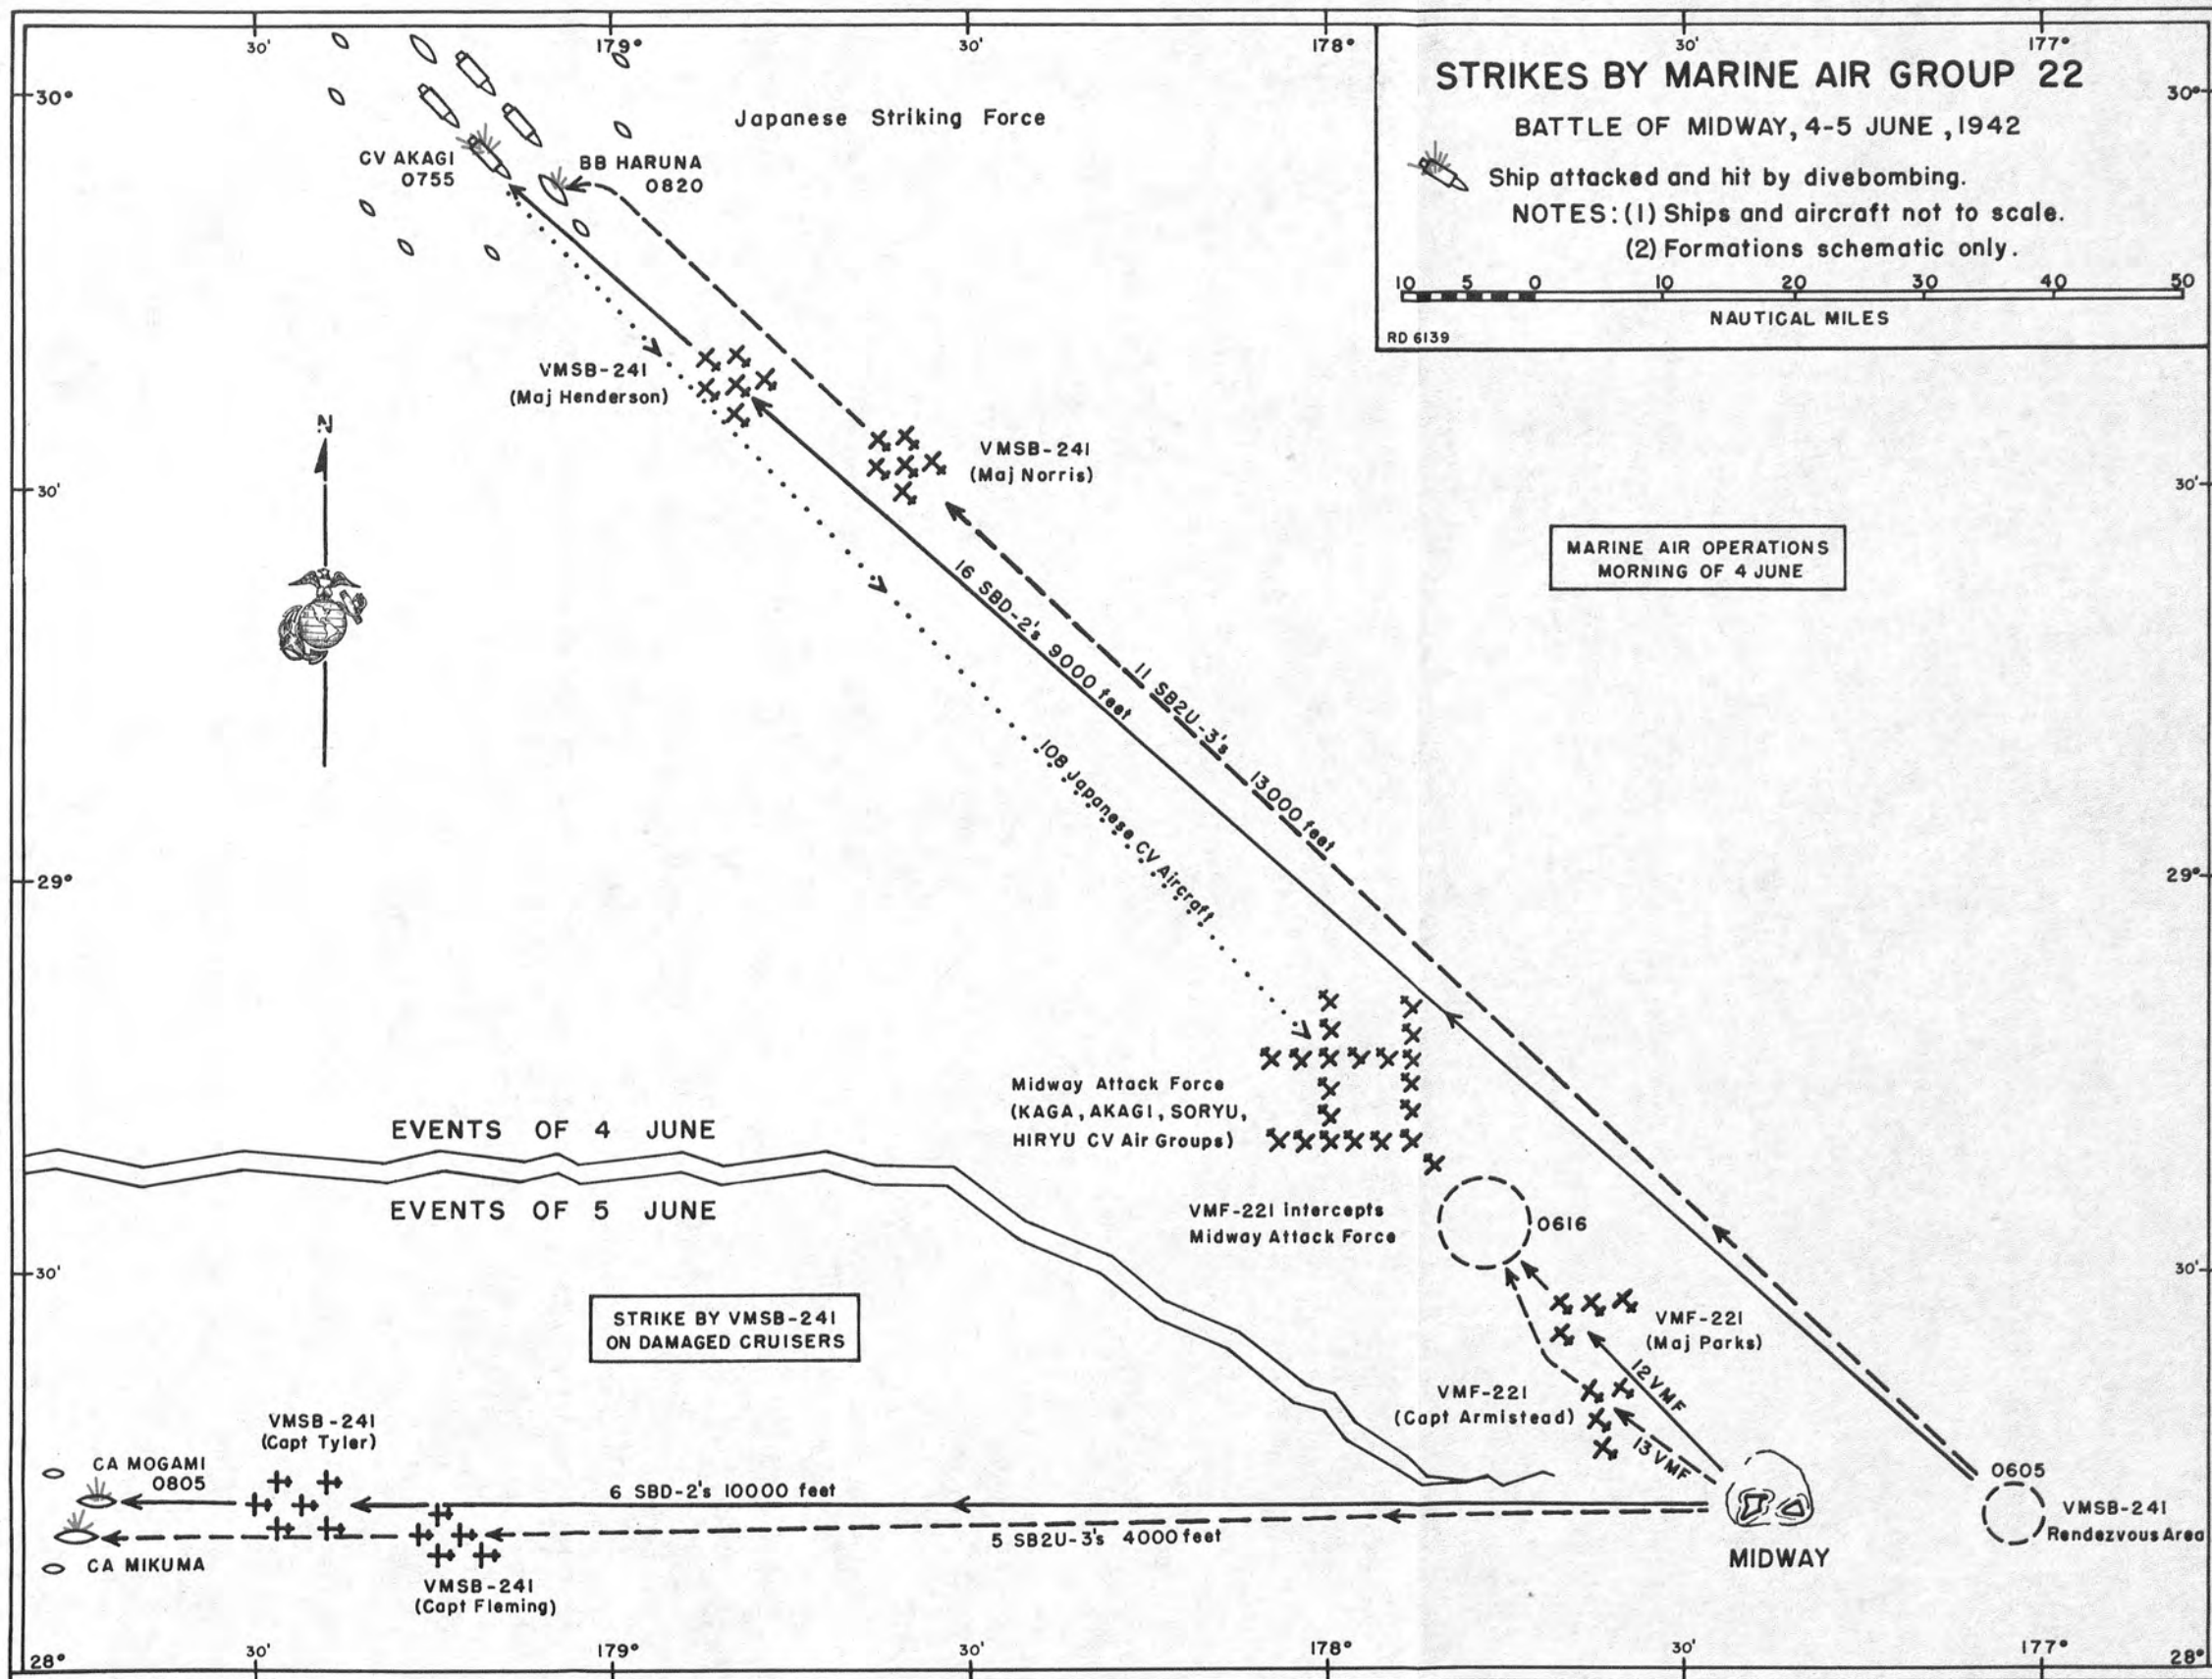 30'
179°
30'
178°
30'
177°
STRIKES BY MARINE AIR GROUP 22
BATTLE OF MIDWAY, 4-5 JUNE, 1942
Ship attacked and hit by divebombing.
NOTES: (1) Ships and aircraft not to scale.
(2) Formations schematic only.
10 5 0 10 20 30 40 50
NAUTICAL MILES
RD 6139
30°
30°
Japanese Striking Force
CV AKAGI
0755
BB HARUNA
0820
VMSB-241
(Maj Henderson)
N
VMSB-241
(Maj Norris)
30'
30'
MARINE AIR OPERATIONS
MORNING OF 4 JUNE
16 SBD-2's 9000 feet
11 SB2U-3's 13000 feet
108 Japanese CV Aircraft
29°
29°
Midway Attack Force
(KAGA, AKAGI, SORYU,
HIRYU CV Air Groups)
EVENTS OF 4 JUNE
EVENTS OF 5 JUNE
VMF-221 intercepts
Midway Attack Force
0616
30'
30'
STRIKE BY VMSB-241
ON DAMAGED CRUISERS
VMF-221
(Maj Parks)
12 VMF
VMF-221
(Capt Armistead)
13 VMF
VMSB-241
(Capt Tyler)
CA MOGAMI
0805
6 SBD-2's 10000 feet
0605
VMSB-241
Rendezvous Area
5 SB2U-3's 4000 feet
CA MIKUMA
MIDWAY
VMSB-241
(Capt Fleming)
28°
30'
179°
30'
178°
30'
177°
28°